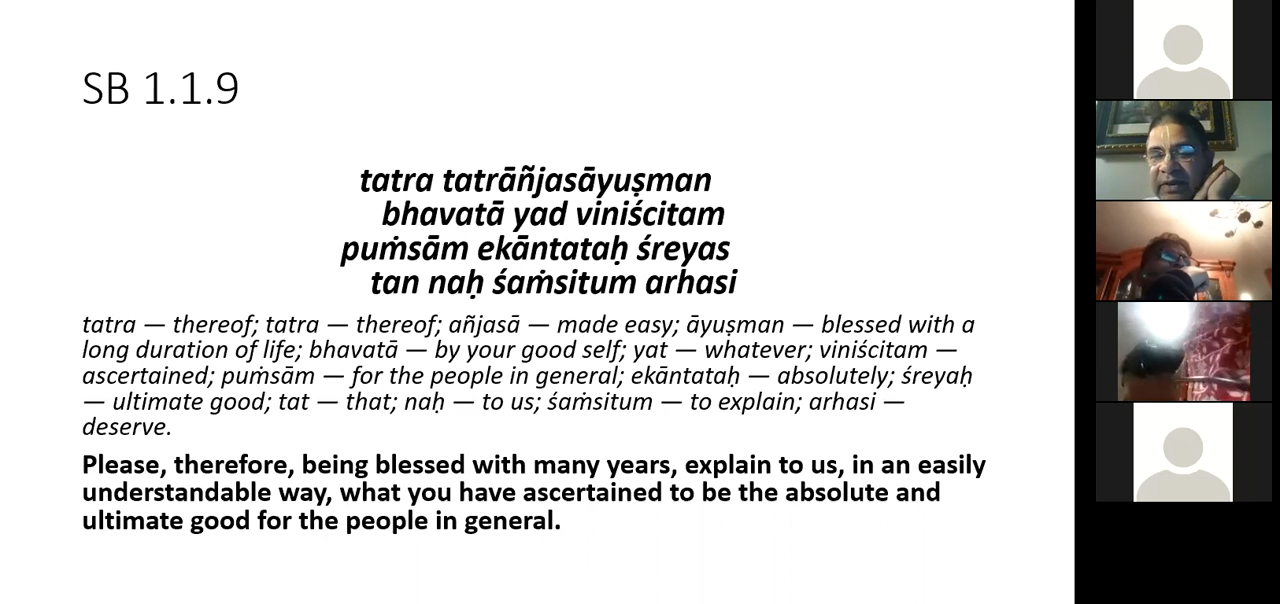 SB 1.1.9
tatra tatrāñjasāyuṣman
bhavatā yad viniścitam
puṁsām ekāntataḥ śreyas
tan naḥ śaṁsitum arhasi
tatra — thereof; tatra — thereof; añjasā — made easy; āyuṣman — blessed with a
long duration of life; bhavatā — by your good self; yat — whatever; viniścitam —
ascertained; puṁsām — for the people in general; ekāntataḥ — absolutely; śreyaḥ
— ultimate good; tat — that; naḥ — to us; śaṁsitum — to explain; arhasi —
deserve.
Please, therefore, being blessed with many years, explain to us, in an easily
understandable way, what you have ascertained to be the absolute and
ultimate good for the people in general.